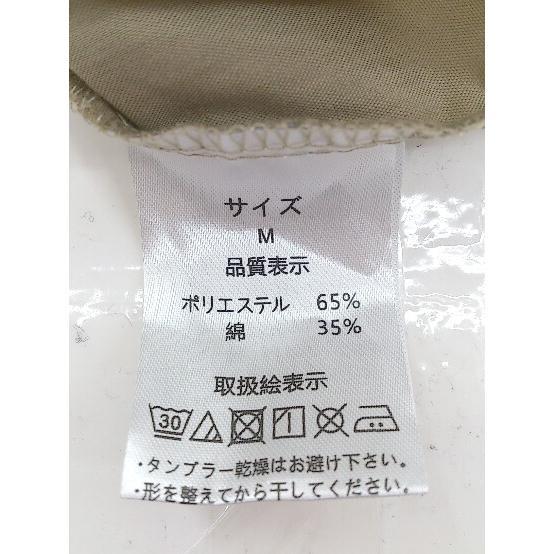 サイズ
M
品質表示
ポリエステル 65%
綿 35%
取扱絵表示
30
・タンブラー乾燥はお避け下さい。
・形を整えてから干してください。